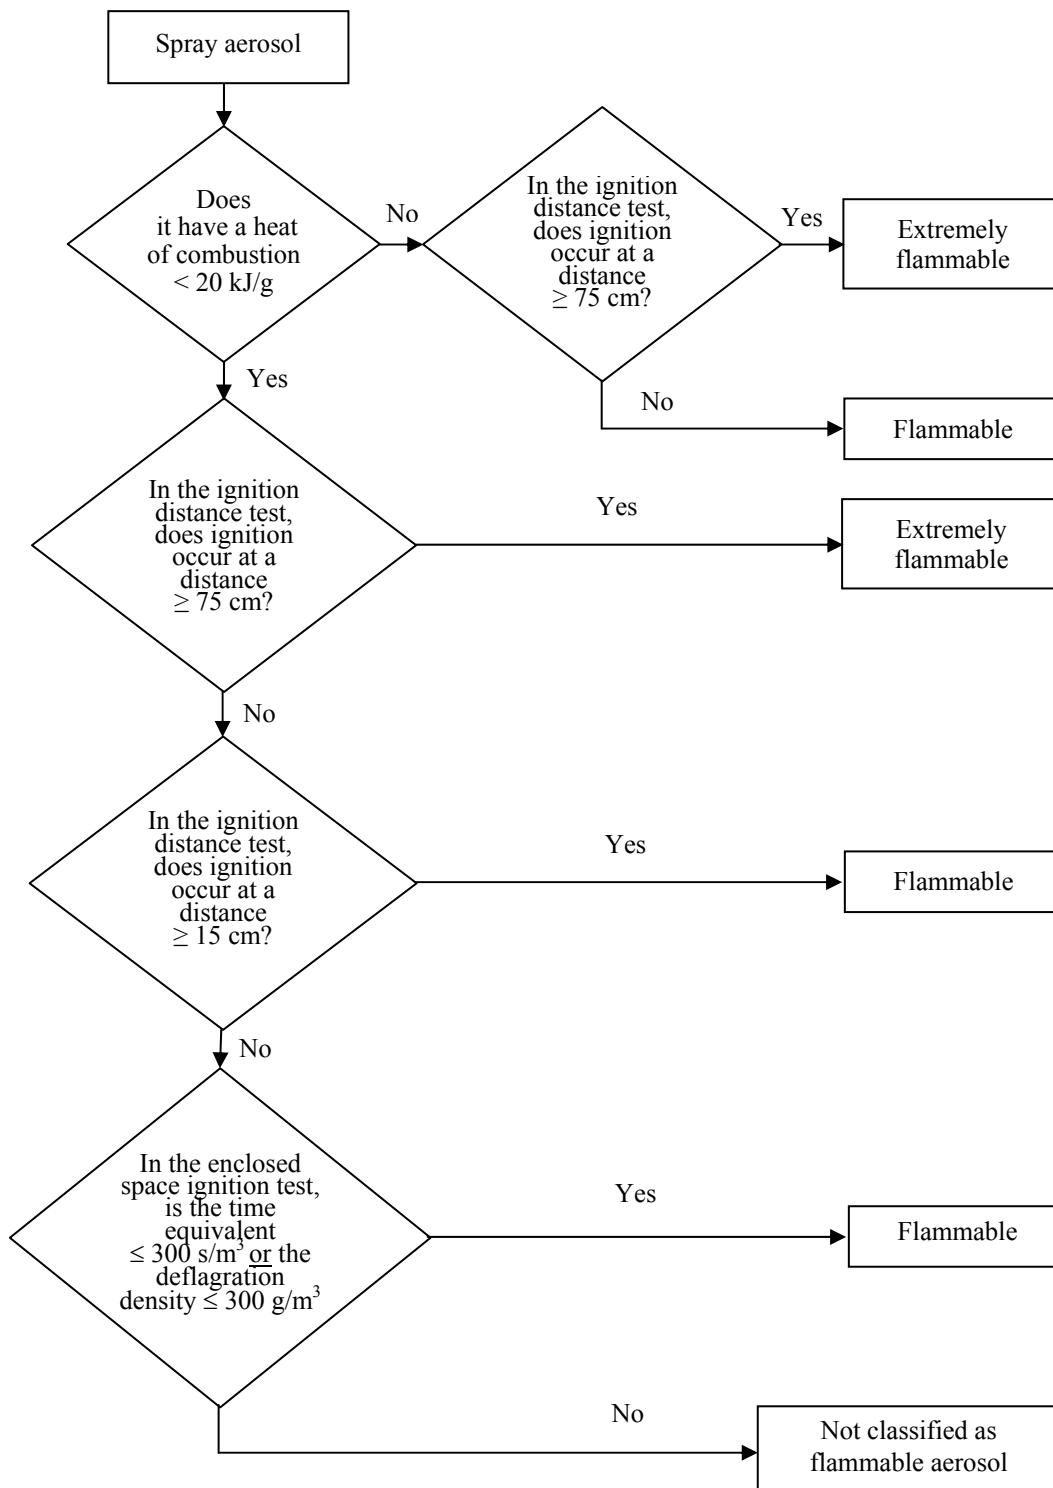 Spray aerosol
Does
it have a heat
of combustion
< 20 kJ/g
No
In the ignition
distance test,
does ignition
occur at a
distance
≥ 75 cm?
Yes
Extremely
flammable
No
Flammable
Yes
In the ignition
distance test,
does ignition
occur at a
distance
≥ 75 cm?
Yes
Extremely
flammable
No
In the ignition
distance test,
does ignition
occur at a
distance
≥ 15 cm?
Yes
Flammable
No
In the enclosed
space ignition test,
is the time
equivalent
≤ 300 s/m³ or the
deflagration
density ≤ 300 g/m³
Yes
Flammable
No
Not classified as
flammable aerosol